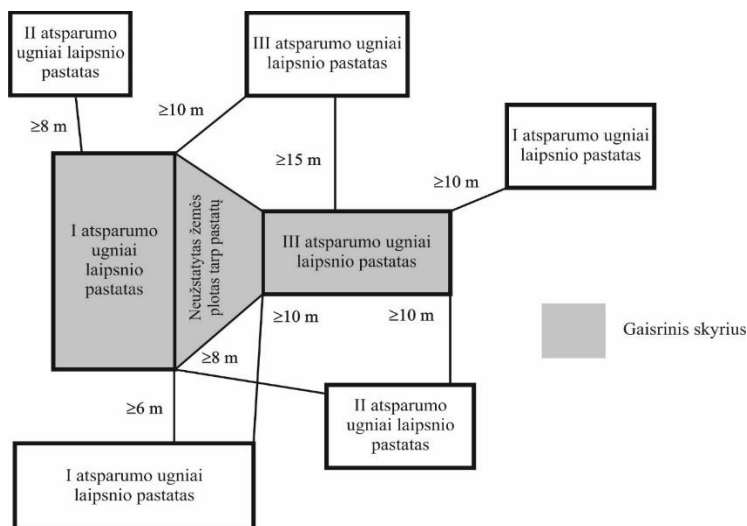 II atsparumo
ugniai laipsnio
pastatas
III atsparumo ugniai
laipsnio pastatas
≥8 m
≥10 m
I atsparumo ugniai
laipsnio pastatas
≥15 m
≥10 m
I atsparumo
ugniai
laipsnio
pastatas
Neužstatytas žemės
plotas tarp pastatų
III atsparumo ugniai
laipsnio pastatas
≥10 m
≥10 m
Gaisrinis skyrius
≥8 m
≥6 m
II atsparumo
ugniai laipsnio
pastatas
I atsparumo ugniai
laipsnio pastatas